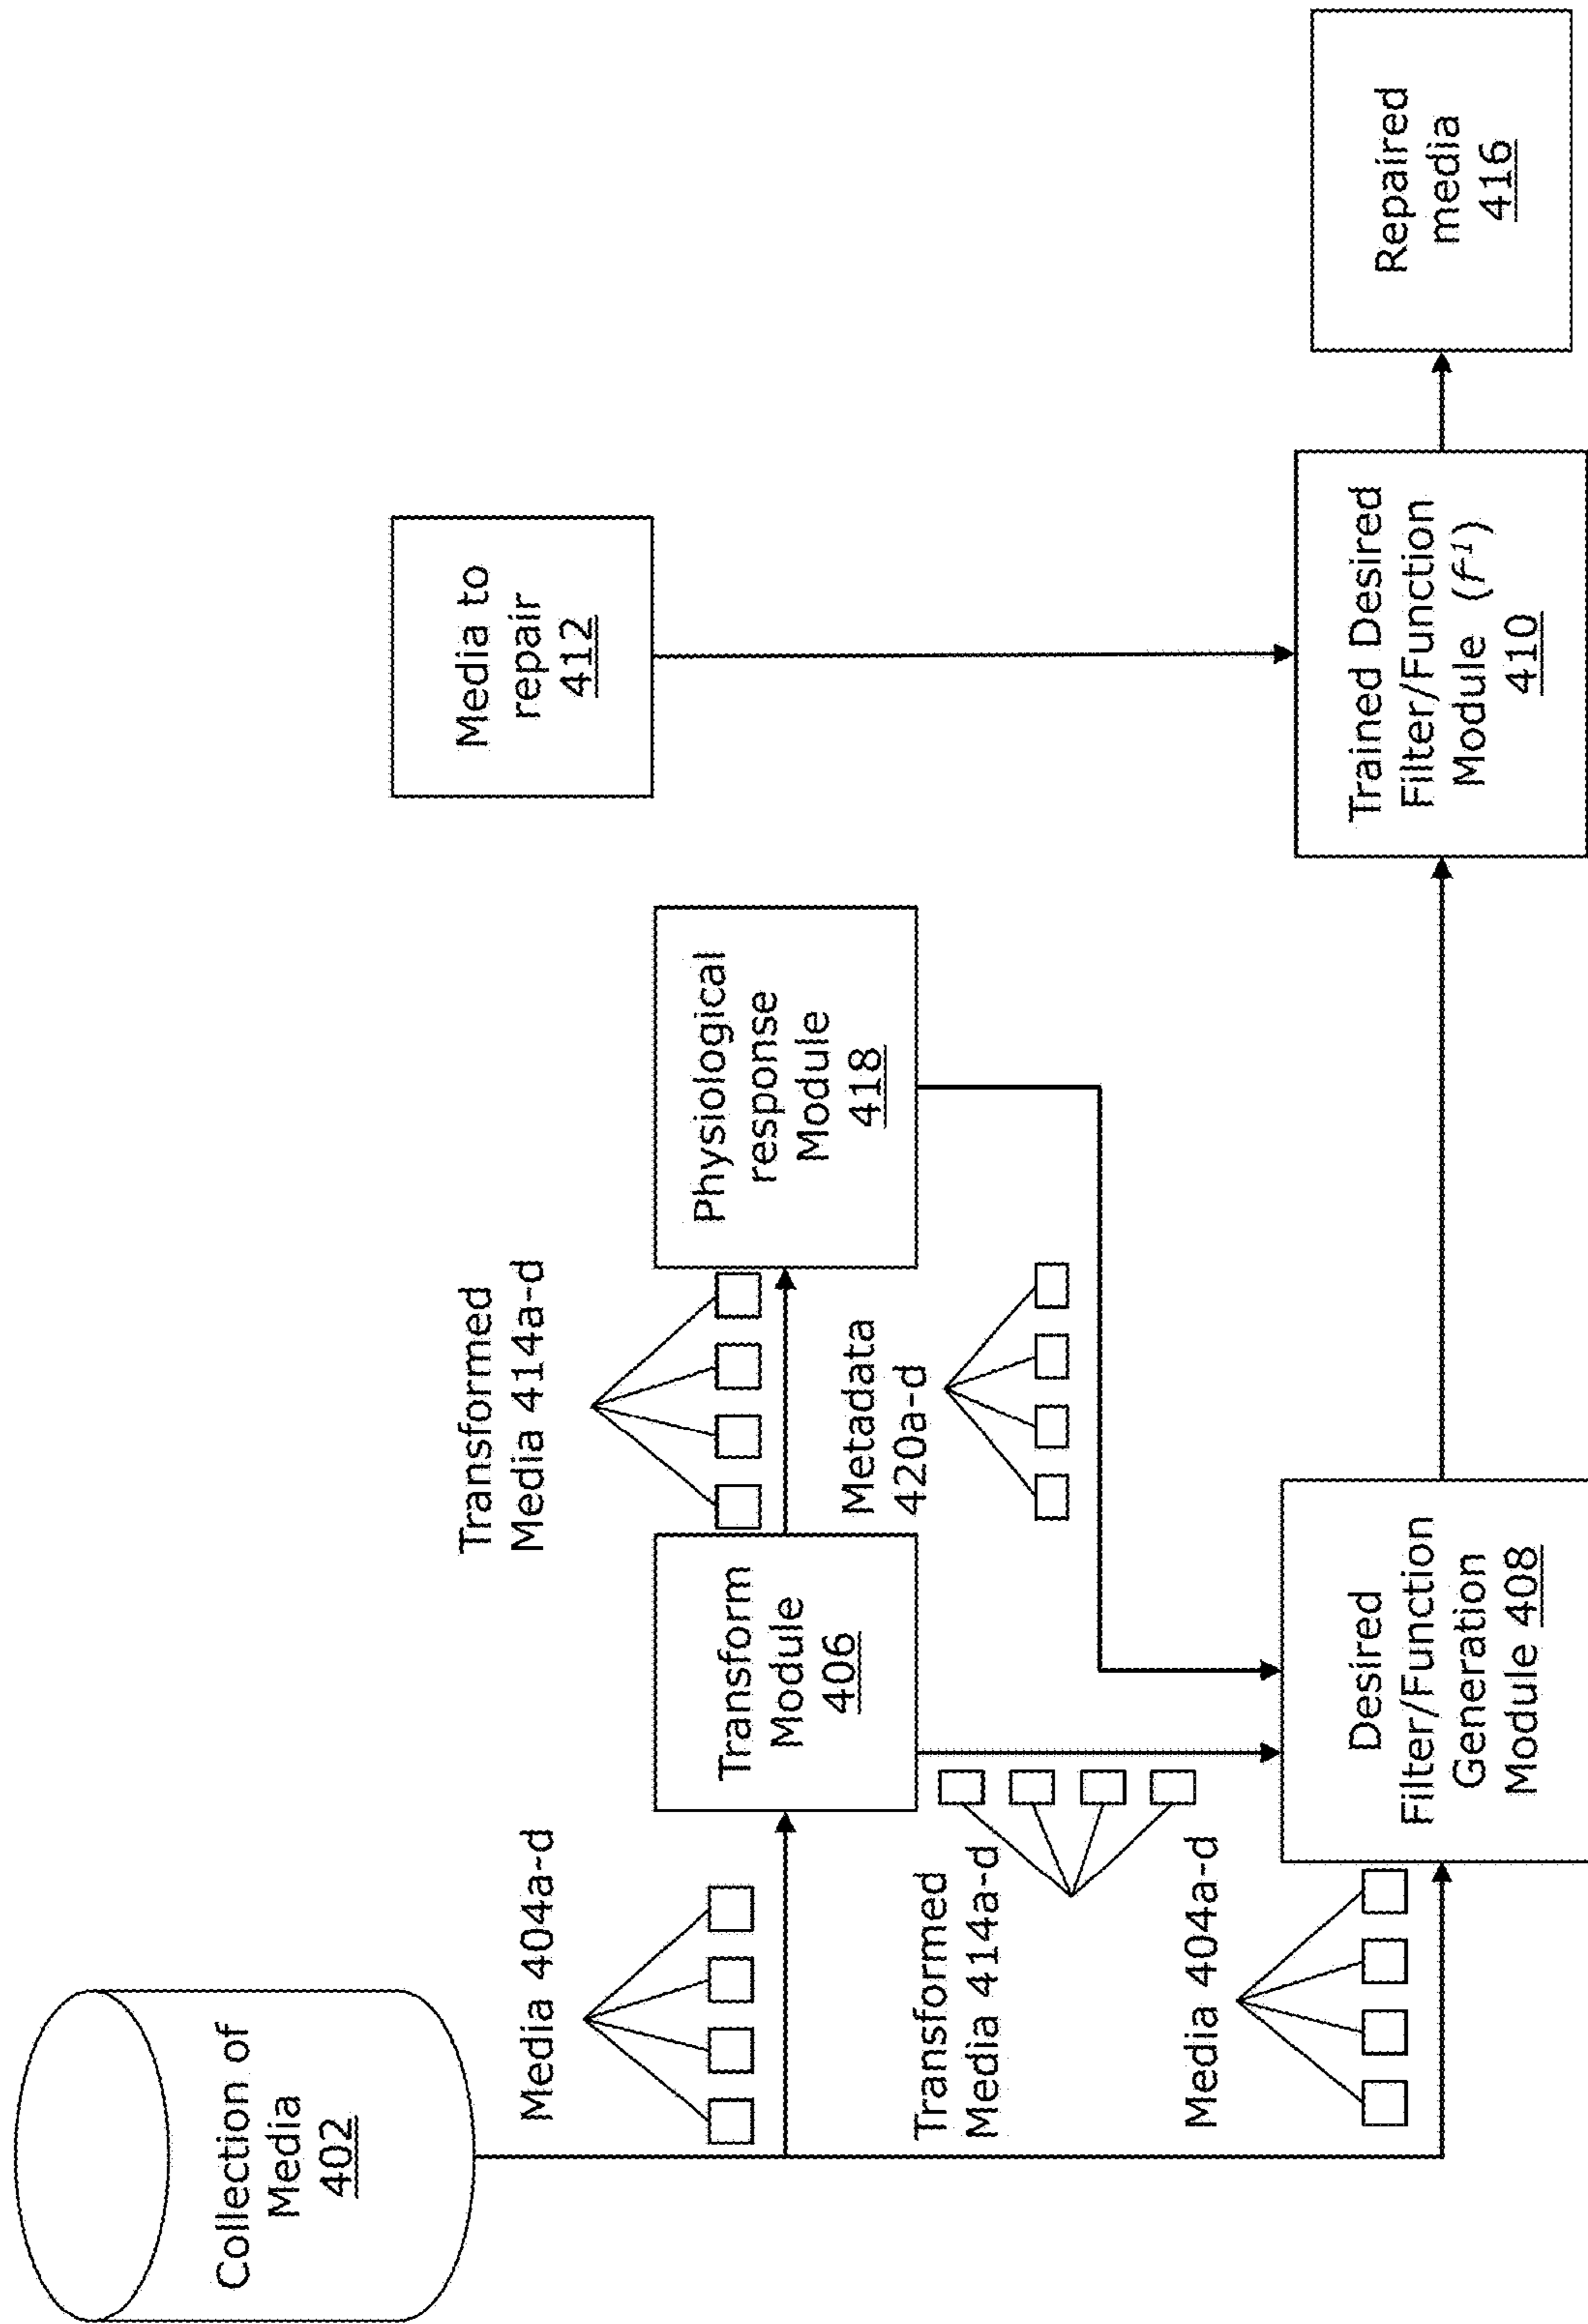 Collection of
Media
402
Media 404a-d
Transform
Module
406
Transformed
Media 414a-d
Physiological
response
Module
418
Media to
repair
412
Transformed
Media 414a-d
Metadata
420a-d
Media 404a-d
Desired
Filter/Function
Generation
Module 408
Trained Desired
Filter/Function
Module (f⁻¹)
410
Repaired
media
416